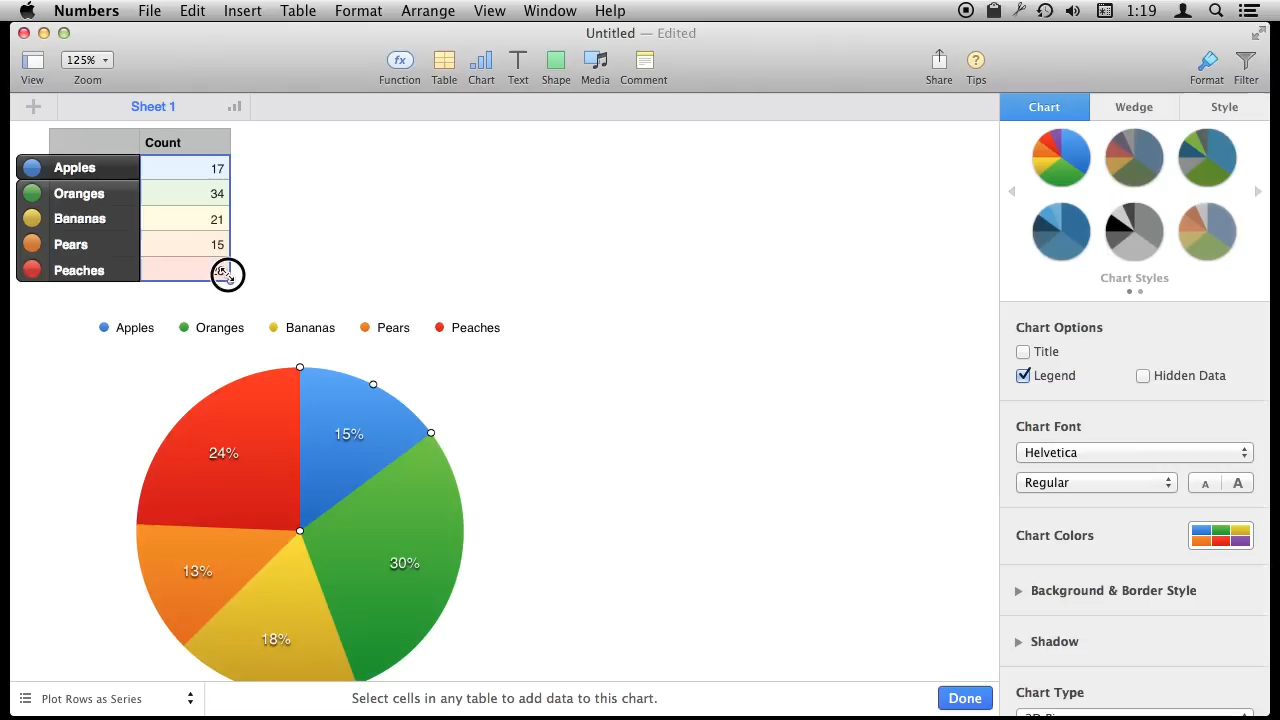 Numbers File Edit Insert Table Format Arrange View Window Help 1:19
Untitled — Edited
125%
View Zoom Function Table Chart Text Shape Media Comment Share Tips Format Filter
fx
Sheet 1
Chart Wedge Style
Count
Apples 17
Oranges 34
Bananas 21
Pears 15
Peaches
Chart Styles
Apples Oranges Bananas Pears Peaches
Chart Options
Title
Legend Hidden Data
Chart Font
Helvetica
Regular A A
Chart Colors
Background & Border Style
Shadow
Chart Type
15%
30%
18%
13%
24%
Plot Rows as Series
Select cells in any table to add data to this chart.
Done